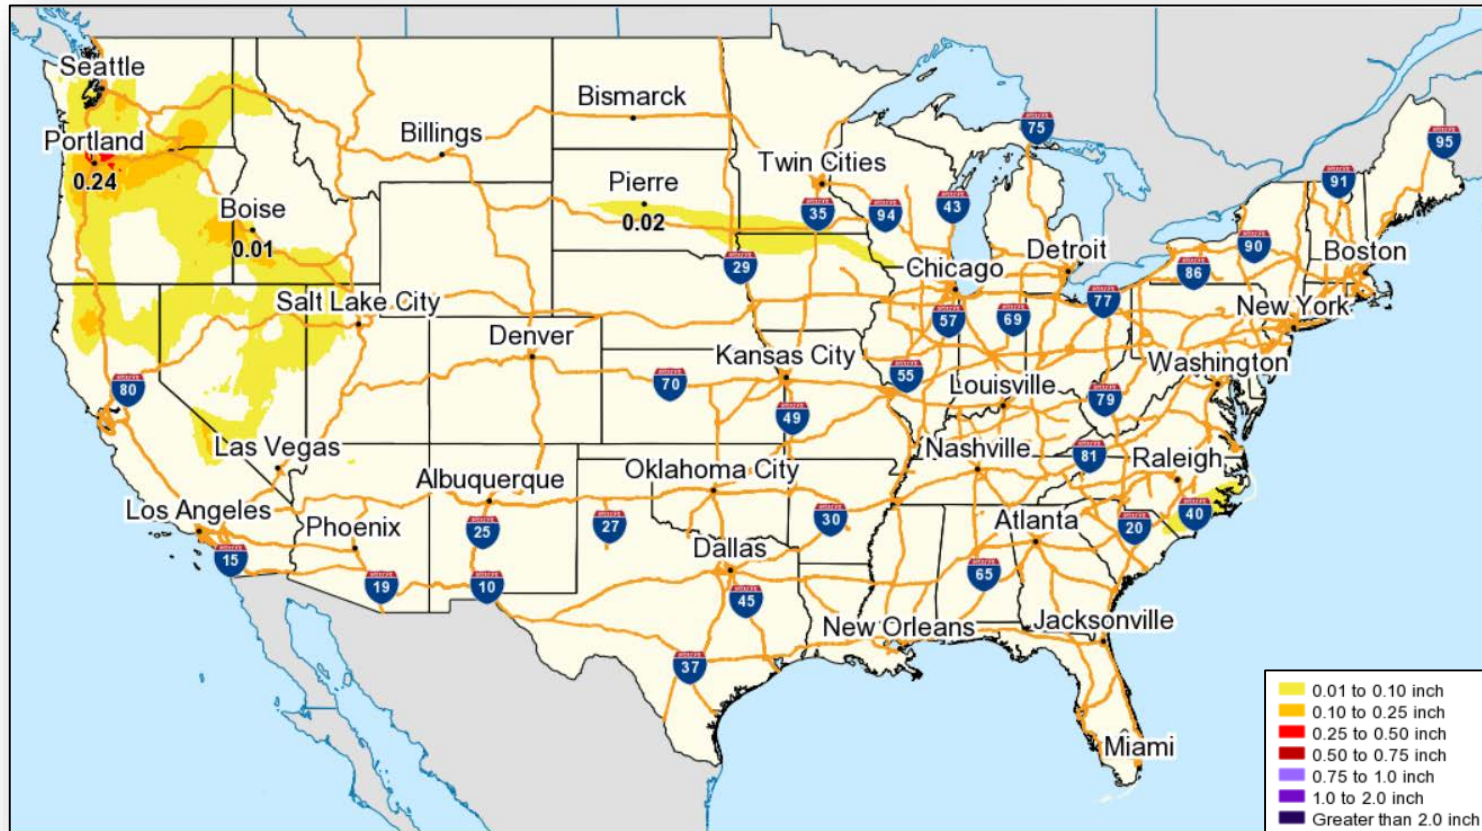 Seattle
Portland
0.24
Boise
0.01
Billings
Bismarck
Pierre
0.02
Twin Cities
75
95
91
35
94
43
90
Boston
86
Detroit
Chicago
29
77
New York
57
69
Salt Lake City
Denver
Kansas City
70
55
Washington
Louisville
79
80
49
Las Vegas
Nashville
81
Raleigh
Albuquerque
Oklahoma City
Los Angeles
Phoenix
25
27
30
Atlanta
20
40
15
Dallas
19
10
45
65
New Orleans
Jacksonville
37
Miami
0.01 to 0.10 inch
0.10 to 0.25 inch
0.25 to 0.50 inch
0.50 to 0.75 inch
0.75 to 1.0 inch
1.0 to 2.0 inch
Greater than 2.0 inch